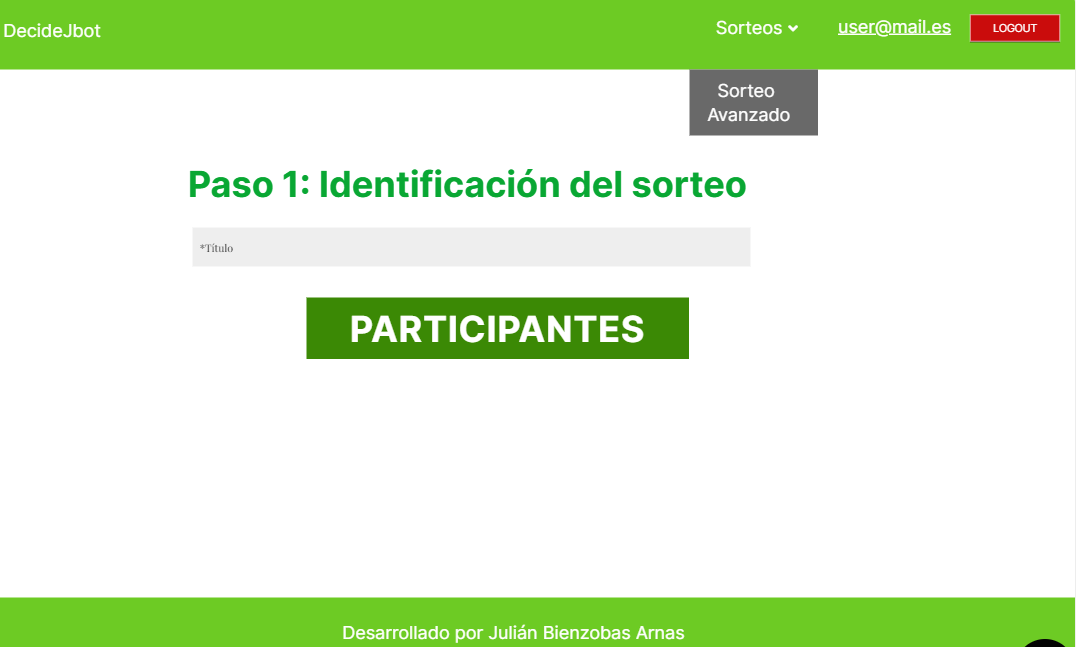 DecideJbot
Sorteos
user@mail.es
LOGOUT
Sorteo
Avanzado
Paso 1: Identificación del sorteo
*Título
PARTICIPANTES
Desarrollado por Julián Bienzobas Arnas